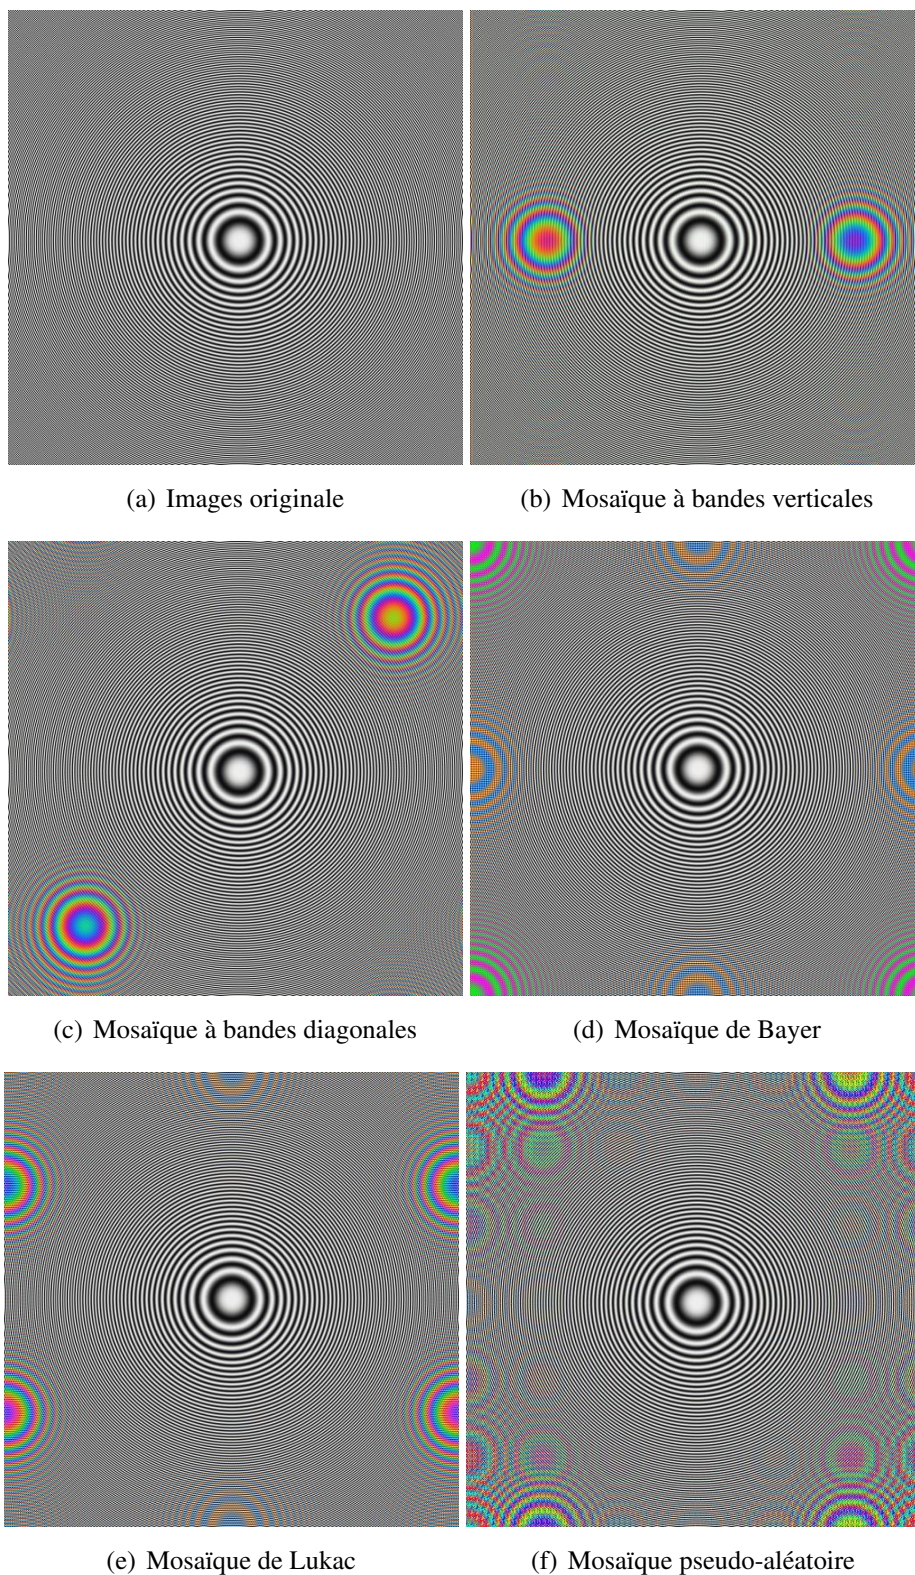 (a) Images originale
(b) Mosaïque à bandes verticales
(c) Mosaïque à bandes diagonales
(d) Mosaïque de Bayer
(e) Mosaïque de Lukac
(f) Mosaïque pseudo-aléatoire